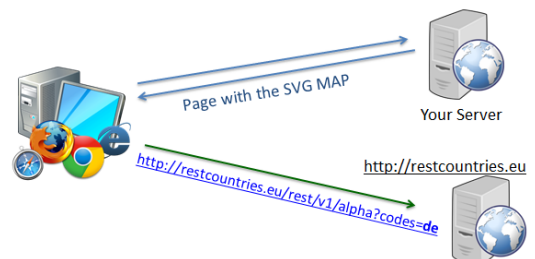 Page with the SVG MAP
Your Server
http://restcountries.eu
http://restcountries.eu/rest/v1/alpha?codes=de